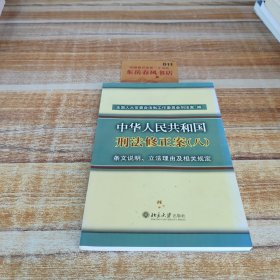 东岳春风书店
全国人大常委会法制工作委员会刑法室 编
中华人民共和国
刑法修正案(八)
条文说明、立法理由及相关规定
北京大学出版社